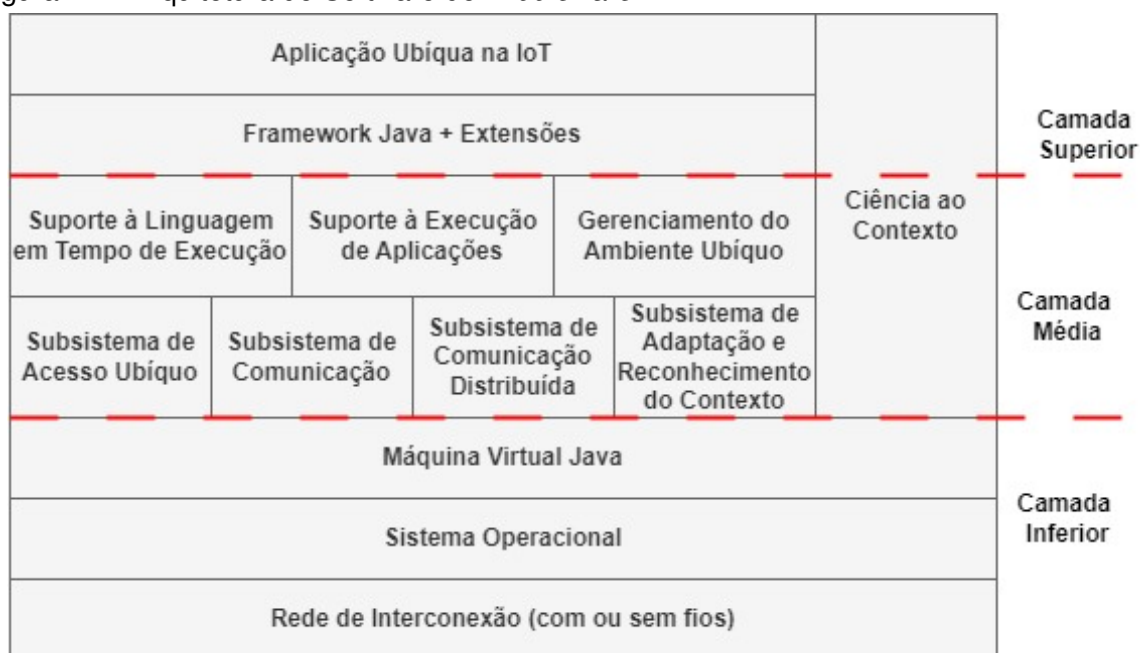 Aplicação Ubíqua na IoT
Framework Java + Extensões
Camada
Superior
Suporte à Linguagem
em Tempo de Execução
Suporte à Execução
de Aplicações
Gerenciamento do
Ambiente Ubíquo
Ciência ao
Contexto
Subsistema de
Acesso Ubíquo
Subsistema de
Comunicação
Subsistema de
Comunicação
Distribuída
Subsistema de
Adaptação e
Reconhecimento
do Contexto
Camada
Média
Máquina Virtual Java
Sistema Operacional
Rede de Interconexão (com ou sem fios)
Camada
Inferior